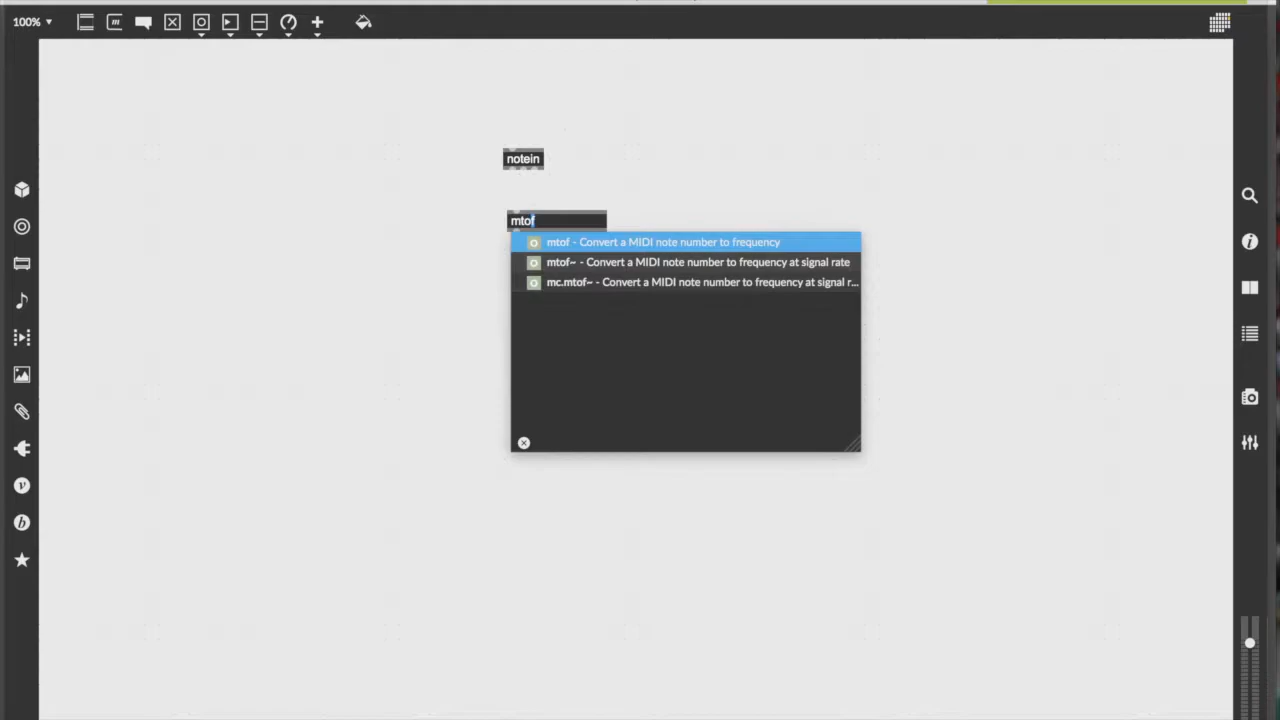 100%
notein
mtof
mtof - Convert a MIDI note number to frequency
mtof~ - Convert a MIDI note number to frequency at signal rate
mc.mtof~ - Convert a MIDI note number to frequency at signal r...